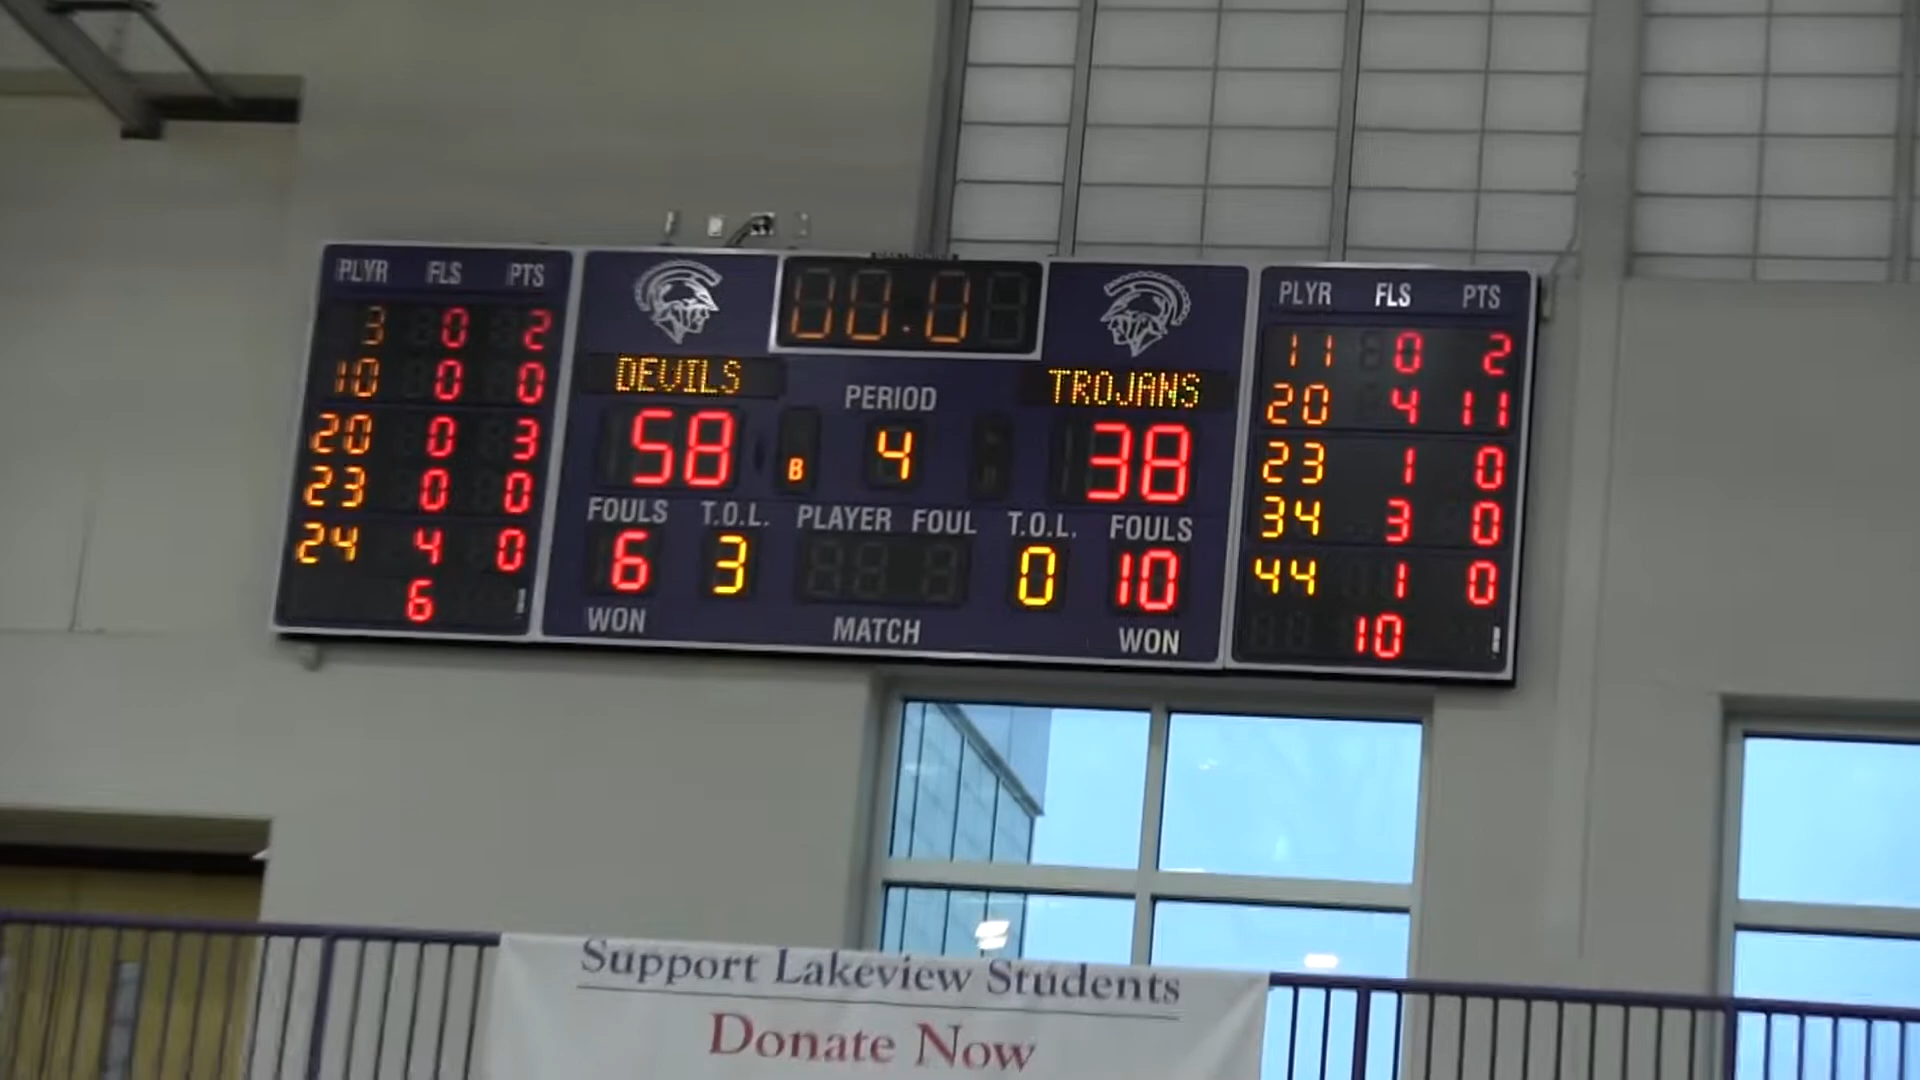 PLYR FLS PTS
3 0 2
10 0 0
20 0 3
23 0 0
24 4 0
6
00.0
DEVILS
TROJANS
PERIOD
58
B
4
38
FOULS T.O.L. PLAYER FOUL T.O.L. FOULS
6 3 0 10
WON MATCH WON
PLYR FLS PTS
11 0 2
20 4 11
23 1 0
34 3 0
44 1 0
10
Support Lakeview Students
Donate Now